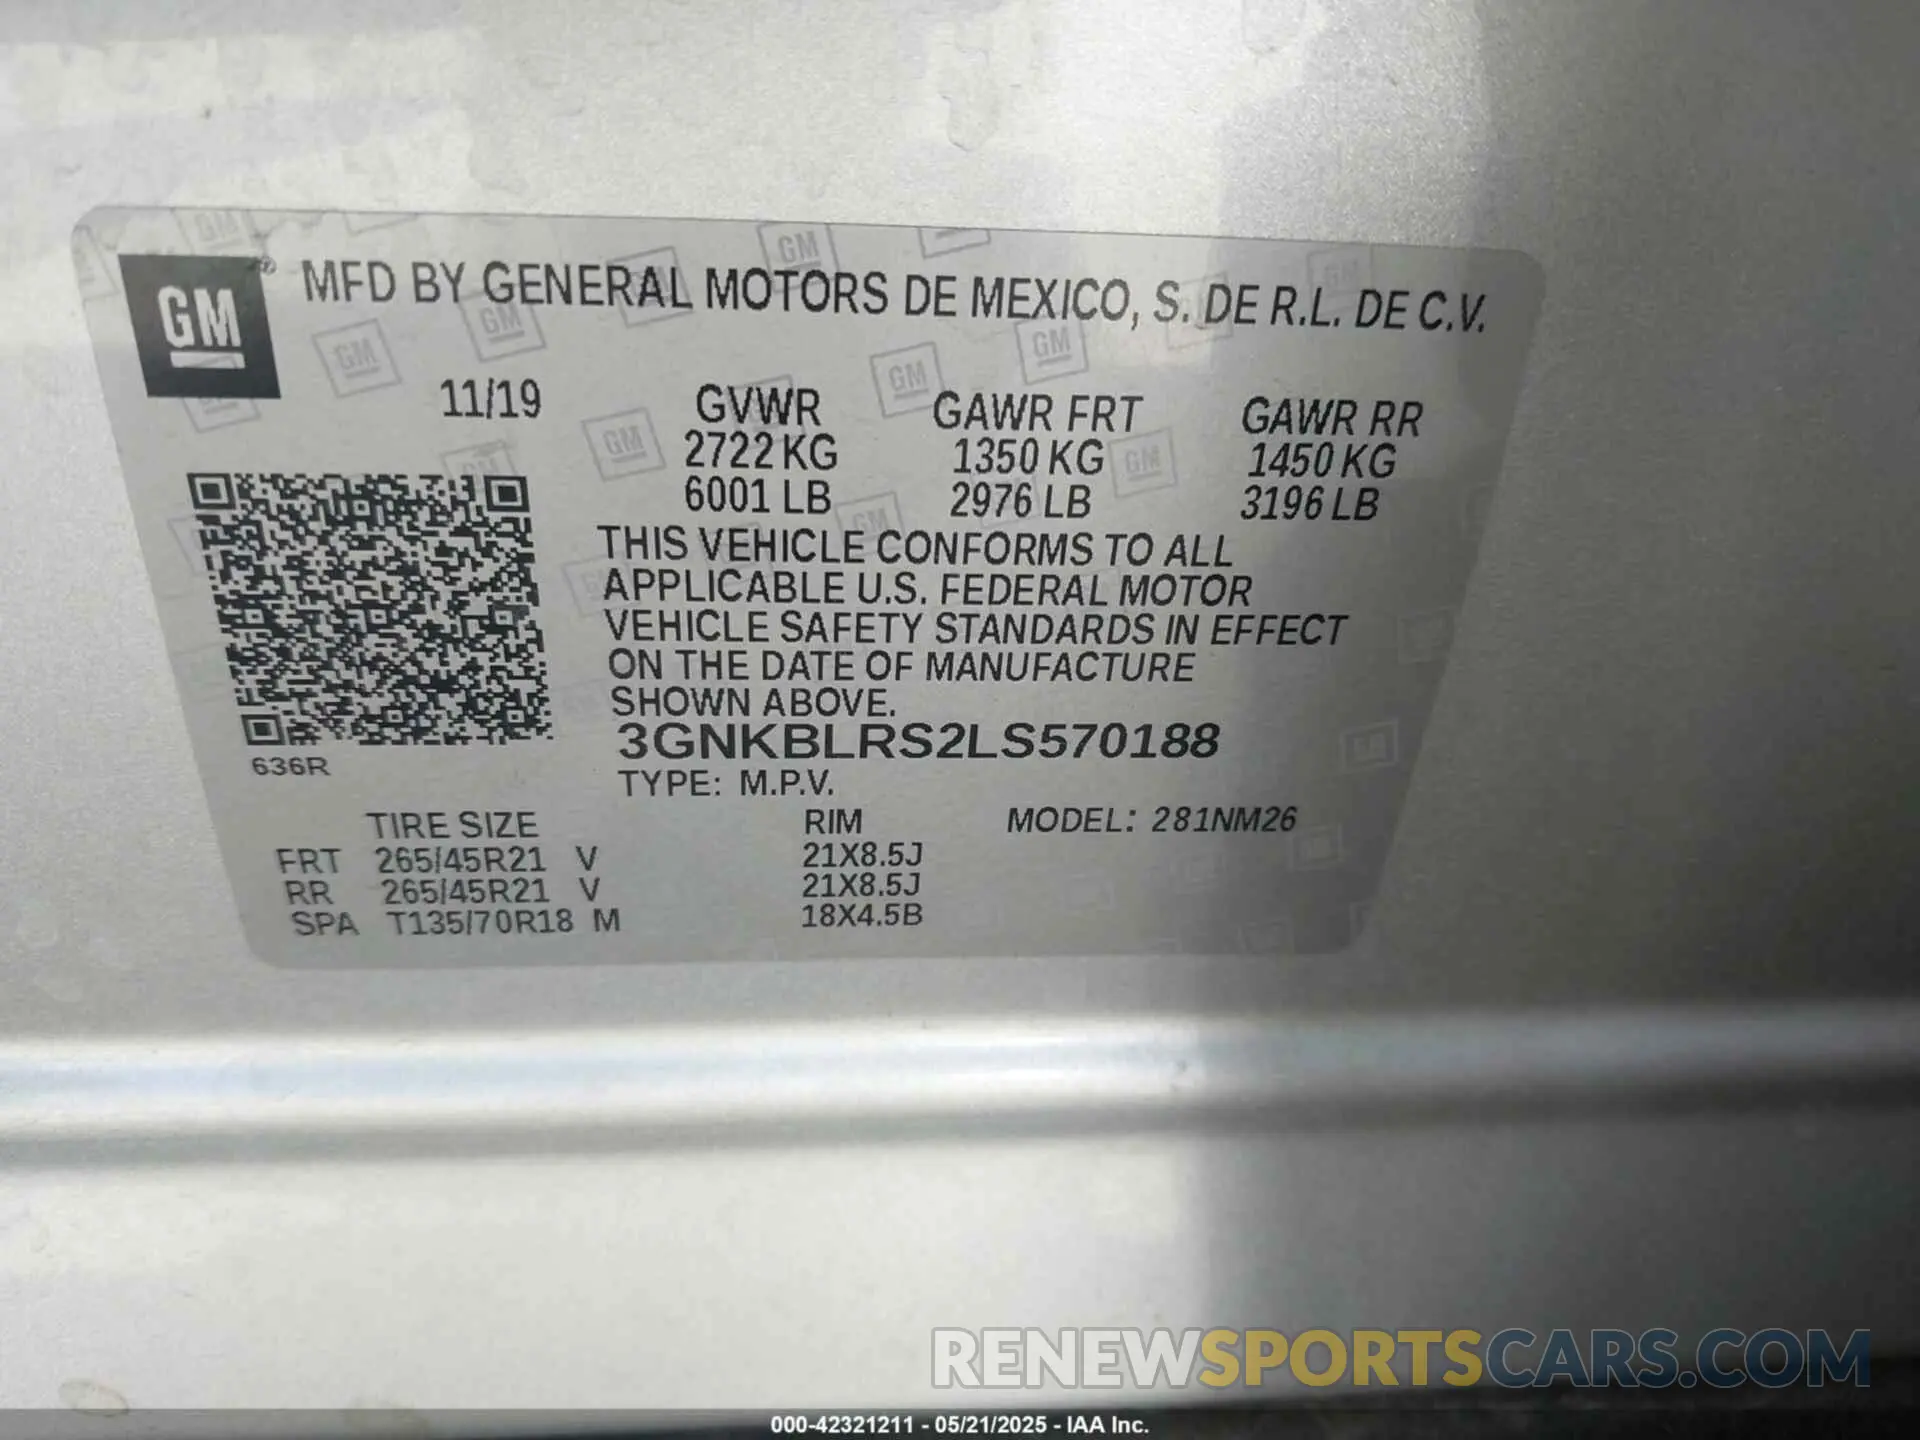 GM
MFD BY GENERAL MOTORS DE MEXICO, S. DE R.L. DE C.V.
11/19 GVWR GAWR FRT GAWR RR
2722 KG 1350 KG 1450 KG
6001 LB 2976 LB 3196 LB
THIS VEHICLE CONFORMS TO ALL
APPLICABLE U.S. FEDERAL MOTOR
VEHICLE SAFETY STANDARDS IN EFFECT
ON THE DATE OF MANUFACTURE
SHOWN ABOVE.
3GNKBLRS2LS570188
636R
TYPE: M.P.V.
TIRE SIZE RIM MODEL: 281NM26
FRT 265/45R21 V 21X8.5J
RR 265/45R21 V 21X8.5J
SPA T135/70R18 M 18X4.5B
RENEWSPORTSCARS.COM
000-42321211 - 05/21/2025 - IAA Inc.